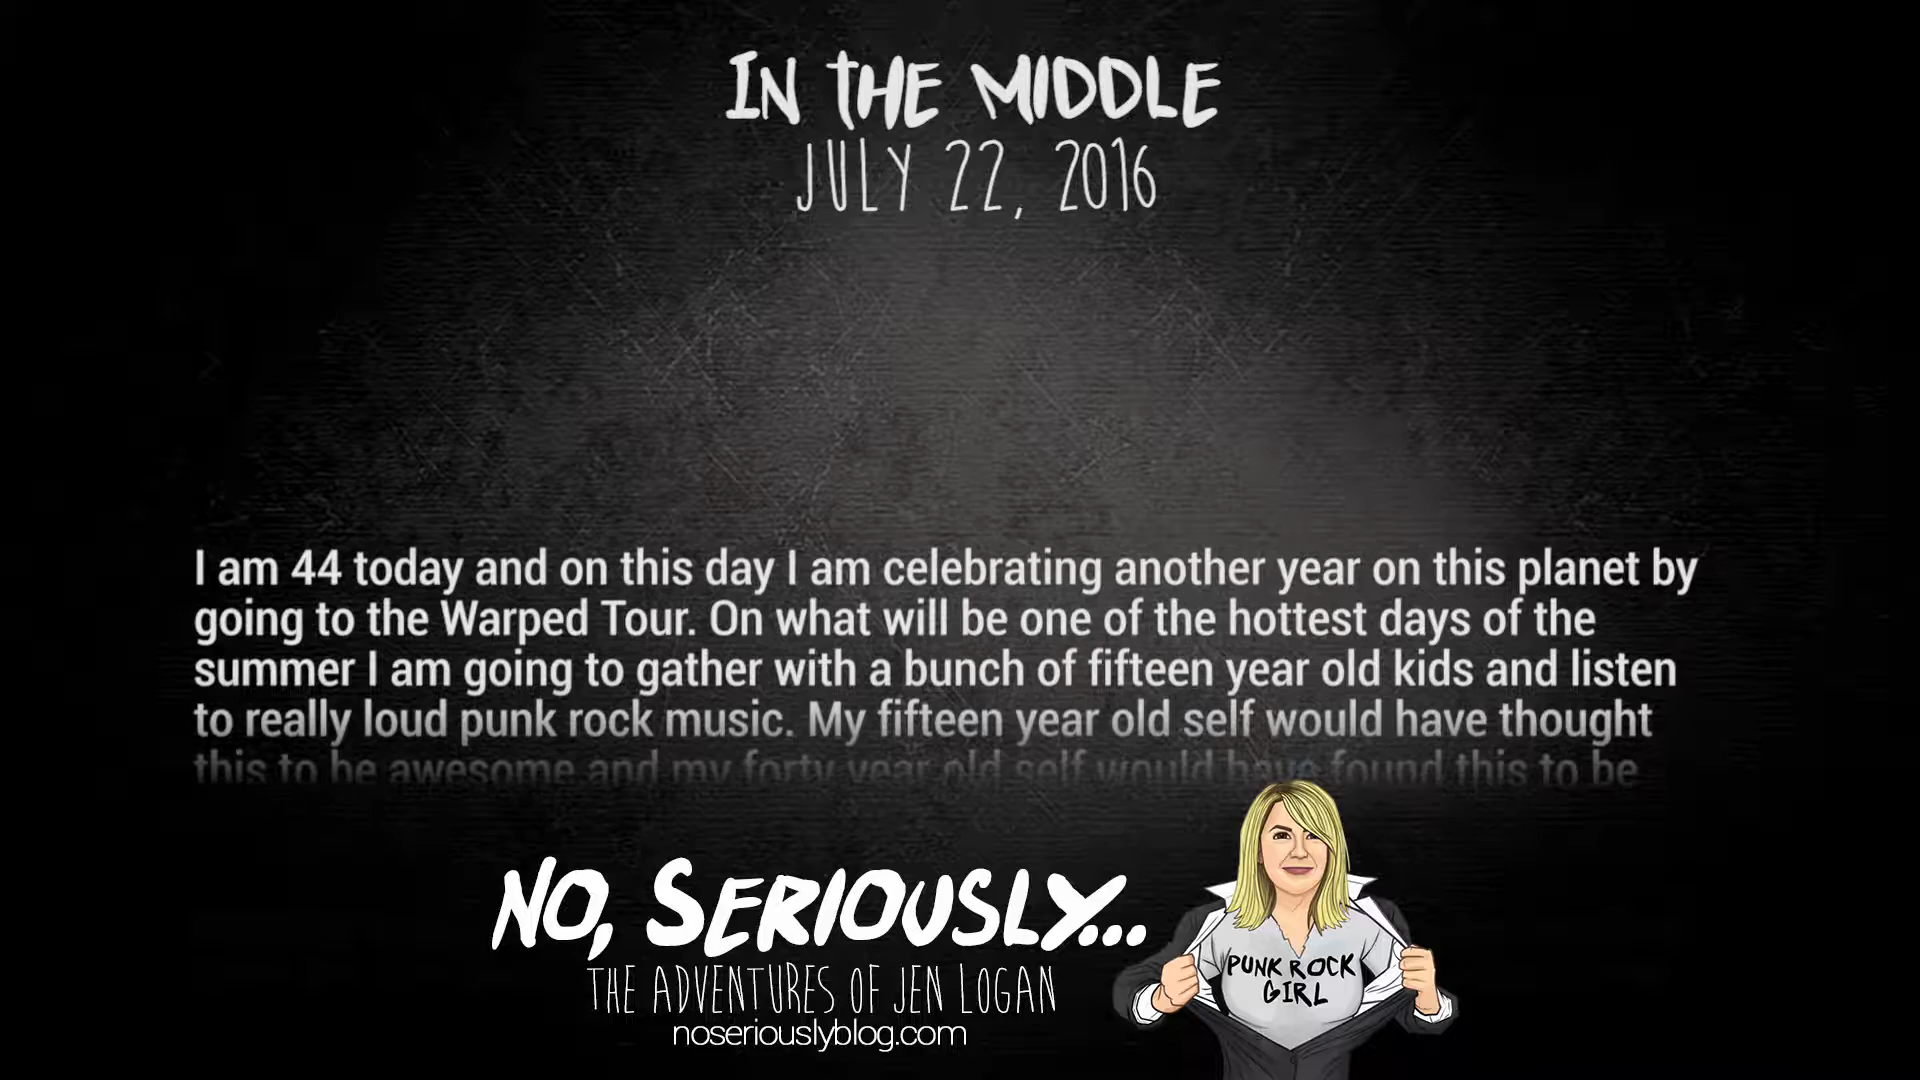 IN THE MIDDLE
JULY 22, 2016
I am 44 today and on this day I am celebrating another year on this planet by
going to the Warped Tour. On what will be one of the hottest days of the
summer I am going to gather with a bunch of fifteen year old kids and listen
to really loud punk rock music. My fifteen year old self would have thought
this to be awesome and my forty year old self would have found this to be
NO, SERIOUSLY...
THE ADVENTURES OF JEN LOGAN
noseriouslyblog.com
PUNK ROCK
GIRL